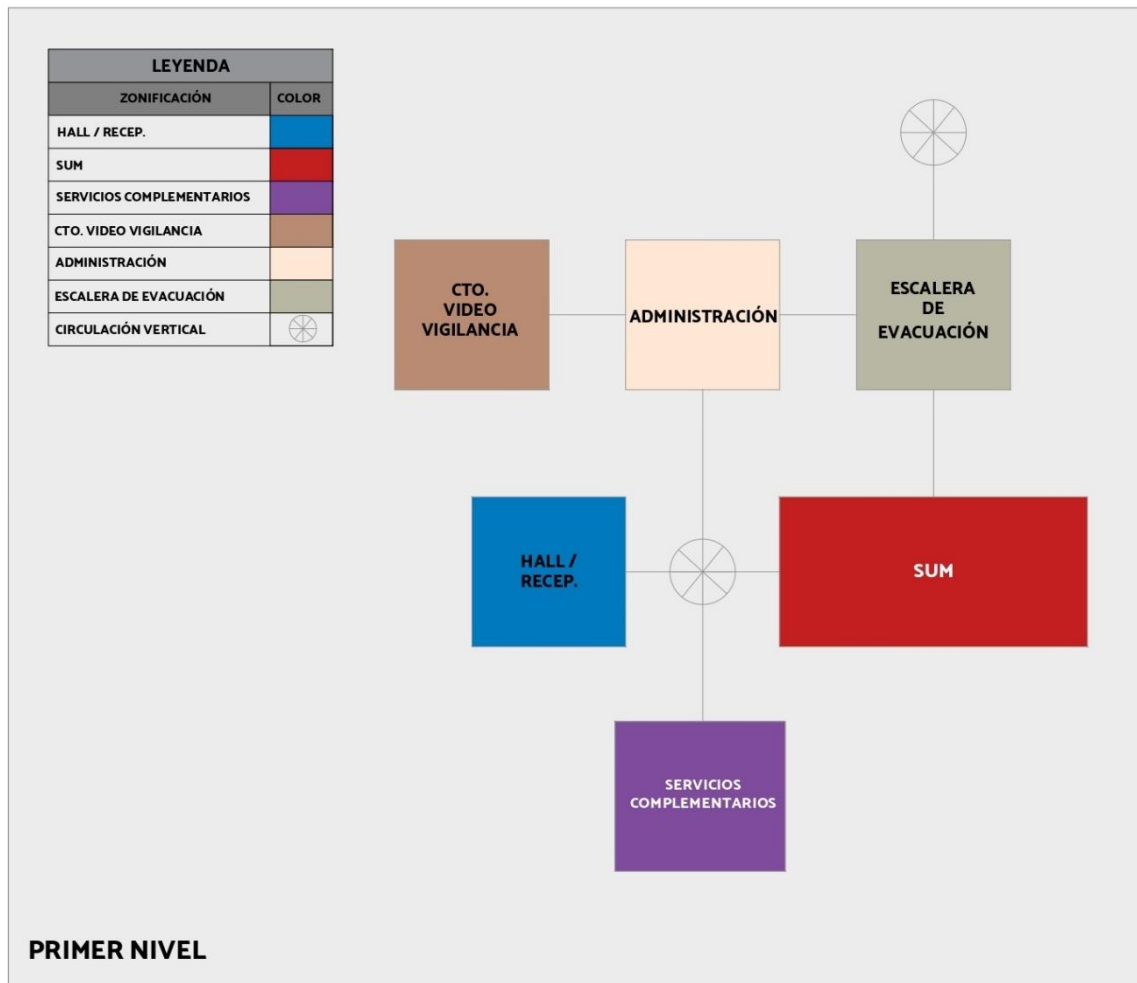 LEYENDA
ZONIFICACIÓN COLOR
HALL / RECEP.
SUM
SERVICIOS COMPLEMENTARIOS
CTO. VIDEO VIGILANCIA
ADMINISTRACIÓN
ESCALERA DE EVACUACIÓN
CIRCULACIÓN VERTICAL
CTO.
VIDEO
VIGILANCIA
ADMINISTRACIÓN
ESCALERA
DE
EVACUACIÓN
HALL /
RECEP.
SUM
SERVICIOS
COMPLEMENTARIOS
PRIMER NIVEL